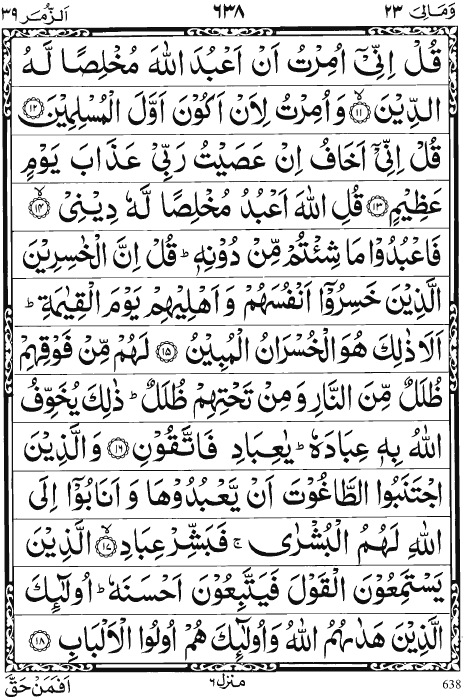 وَمَالِیَ ٢٣ ٦٣٨ اَلزُّمَر ٣٩
قُلْ اِنِّیْۤ اُمِرْتُ اَنْ اَعْبُدَ اللّٰهَ مُخْلِصًا لَّهُ
الدِّیْنَ ۙ﴿١١﴾ وَاُمِرْتُ لِاَنْ اَكُوْنَ اَوَّلَ الْمُسْلِمِیْنَ ﴿١٢﴾
قُلْ اِنِّیْۤ اَخَافُ اِنْ عَصَیْتُ رَبِّیْ عَذَابَ یَوْمٍ
عَظِیْمٍ ﴿١٣﴾ قُلِ اللّٰهَ اَعْبُدُ مُخْلِصًا لَّهٗ دِیْنِیْ ۙ﴿١٤﴾
فَاعْبُدُوْا مَا شِئْتُمْ مِّنْ دُوْنِهٖ ؕ قُلْ اِنَّ الْخٰسِرِیْنَ
الَّذِیْنَ خَسِرُوْۤا اَنْفُسَهُمْ وَاَهْلِیْهِمْ یَوْمَ الْقِیٰمَةِ ؕ
اَلَا ذٰلِكَ هُوَ الْخُسْرَانُ الْمُبِیْنُ ﴿١٥﴾ لَهُمْ مِّنْ فَوْقِهِمْ
ظُلَلٌ مِّنَ النَّارِ وَمِنْ تَحْتِهِمْ ظُلَلٌ ؕ ذٰلِكَ یُخَوِّفُ
اللّٰهُ بِهٖ عِبَادَهٗ ؕ یٰعِبَادِ فَاتَّقُوْنِ ﴿١٦﴾ وَالَّذِیْنَ
اجْتَنَبُوا الطَّاغُوْتَ اَنْ یَّعْبُدُوْهَا وَاَنَابُوْۤا اِلَی
اللّٰهِ لَهُمُ الْبُشْرٰی ۚ فَبَشِّرْ عِبَادِ ۙ﴿١٧﴾ الَّذِیْنَ
یَسْتَمِعُوْنَ الْقَوْلَ فَیَتَّبِعُوْنَ اَحْسَنَهٗ ؕ اُولٰٓئِكَ
الَّذِیْنَ هَدٰىهُمُ اللّٰهُ وَاُولٰٓئِكَ هُمْ اُولُوا الْاَلْبَابِ ﴿١٨﴾
اَفَمَنْ حَقَّ منزل ٦ 638